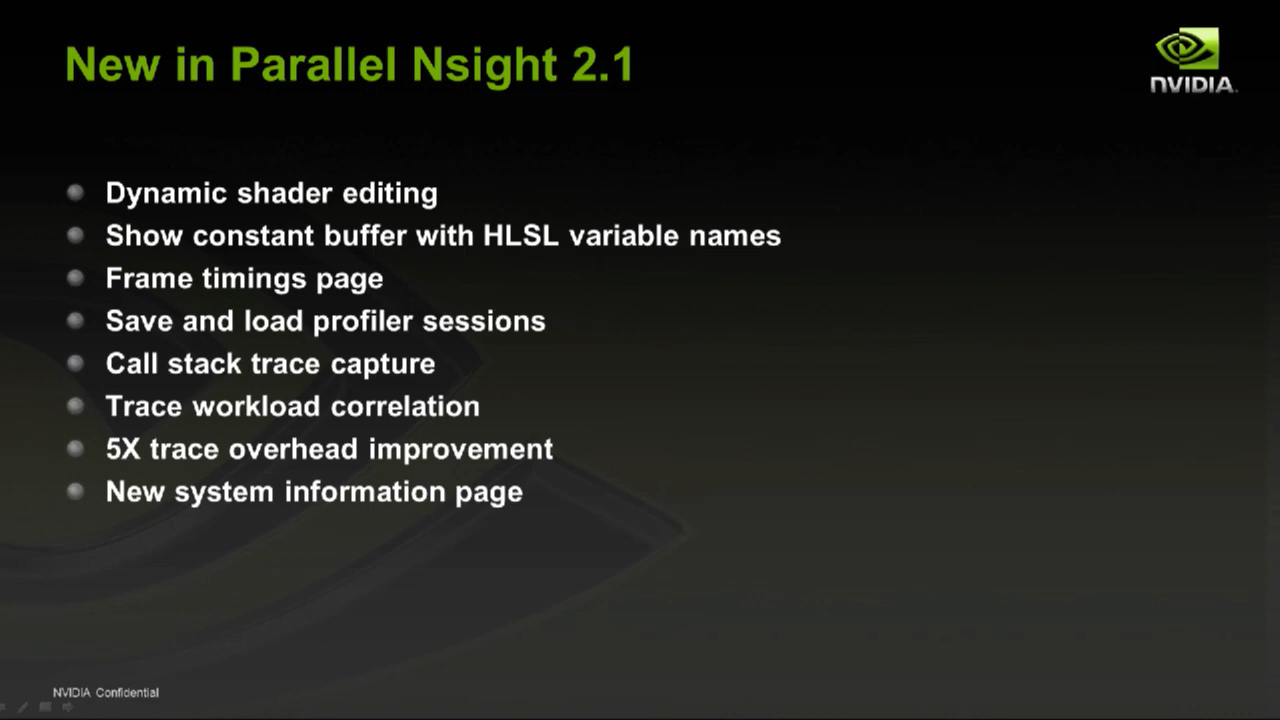 New in Parallel Nsight 2.1
NVIDIA.
Dynamic shader editing
Show constant buffer with HLSL variable names
Frame timings page
Save and load profiler sessions
Call stack trace capture
Trace workload correlation
5X trace overhead improvement
New system information page
NVIDIA Confidential